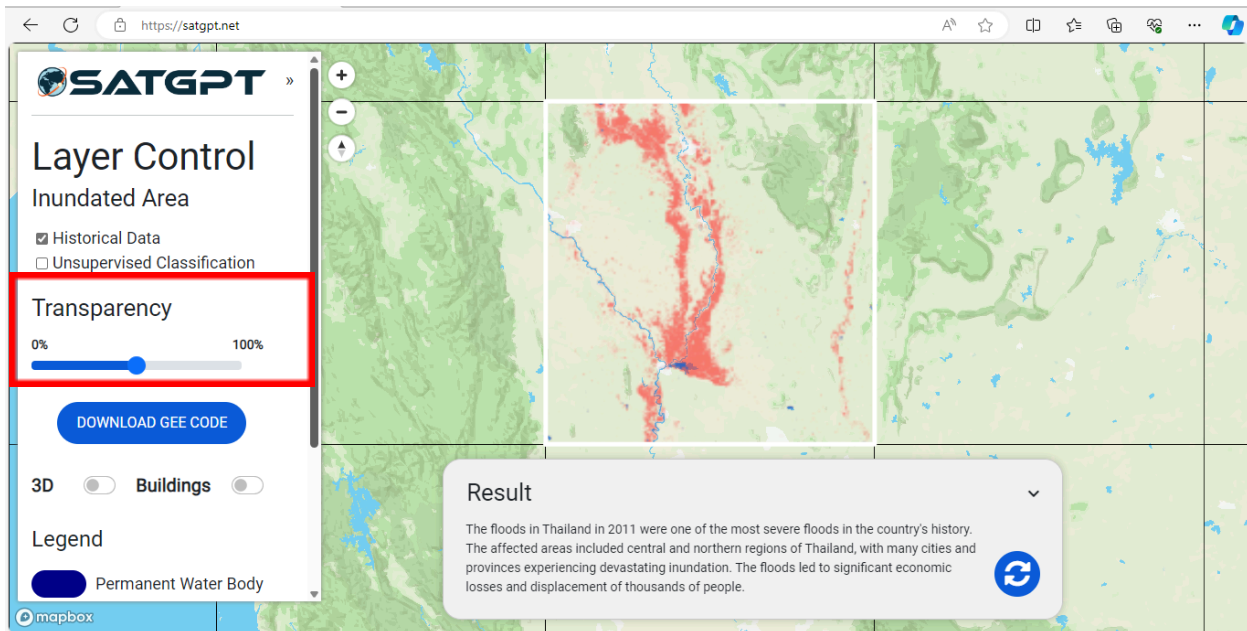 https://satgpt.net
SATGPT »
Layer Control
Inundated Area
Historical Data
Unsupervised Classification
Transparency
0% 100%
DOWNLOAD GEE CODE
3D Buildings
Legend
Permanent Water Body
mapbox
Result
The floods in Thailand in 2011 were one of the most severe floods in the country's history.
The affected areas included central and northern regions of Thailand, with many cities and
provinces experiencing devastating inundation. The floods led to significant economic
losses and displacement of thousands of people.